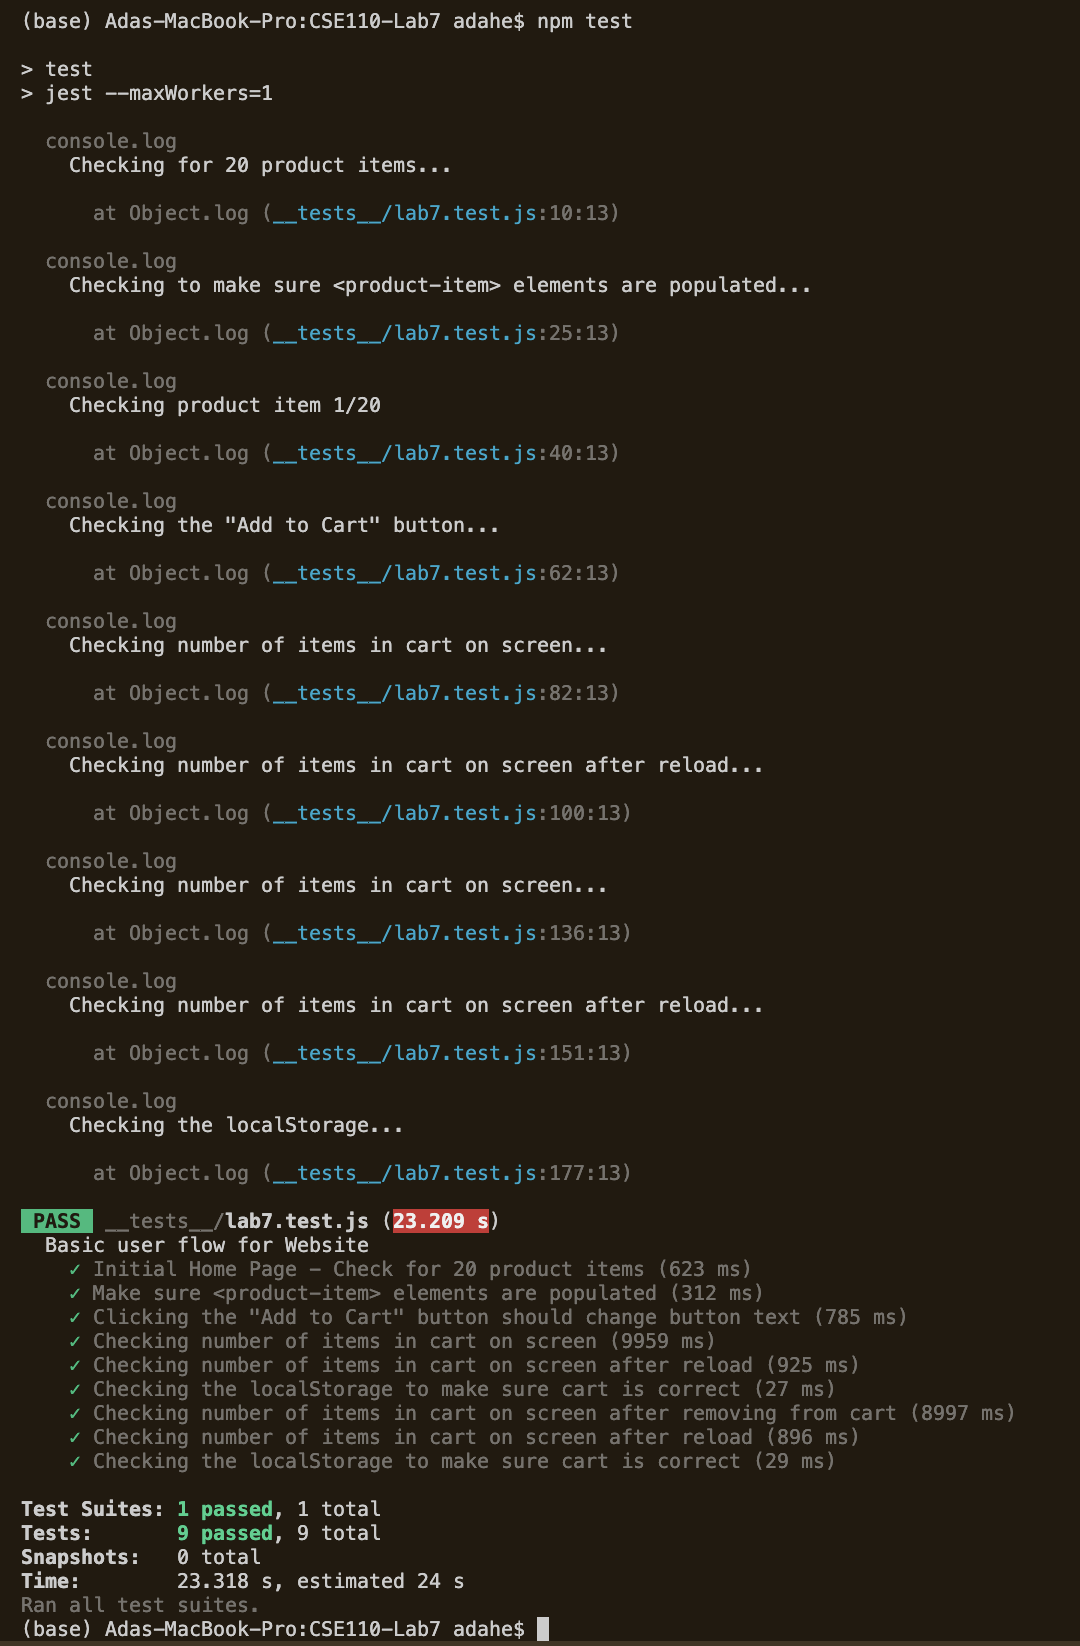 (base) Adas-MacBook-Pro:CSE110-Lab7 adahe$ npm test
> test
> jest --maxWorkers=1
console.log
Checking for 20 product items...
at Object.log (__tests__/lab7.test.js:10:13)
console.log
Checking to make sure <product-item> elements are populated...
at Object.log (__tests__/lab7.test.js:25:13)
console.log
Checking product item 1/20
at Object.log (__tests__/lab7.test.js:40:13)
console.log
Checking the "Add to Cart" button...
at Object.log (__tests__/lab7.test.js:62:13)
console.log
Checking number of items in cart on screen...
at Object.log (__tests__/lab7.test.js:82:13)
console.log
Checking number of items in cart on screen after reload...
at Object.log (__tests__/lab7.test.js:100:13)
console.log
Checking number of items in cart on screen...
at Object.log (__tests__/lab7.test.js:136:13)
console.log
Checking number of items in cart on screen after reload...
at Object.log (__tests__/lab7.test.js:151:13)
console.log
Checking the localStorage...
at Object.log (__tests__/lab7.test.js:177:13)
PASS __tests__/lab7.test.js (23.209 s)
Basic user flow for Website
✓ Initial Home Page - Check for 20 product items (623 ms)
✓ Make sure <product-item> elements are populated (312 ms)
✓ Clicking the "Add to Cart" button should change button text (785 ms)
✓ Checking number of items in cart on screen (9959 ms)
✓ Checking number of items in cart on screen after reload (925 ms)
✓ Checking the localStorage to make sure cart is correct (27 ms)
✓ Checking number of items in cart on screen after removing from cart (8997 ms)
✓ Checking number of items in cart on screen after reload (896 ms)
✓ Checking the localStorage to make sure cart is correct (29 ms)
Test Suites: 1 passed, 1 total
Tests: 9 passed, 9 total
Snapshots: 0 total
Time: 23.318 s, estimated 24 s
Ran all test suites.
(base) Adas-MacBook-Pro:CSE110-Lab7 adahe$